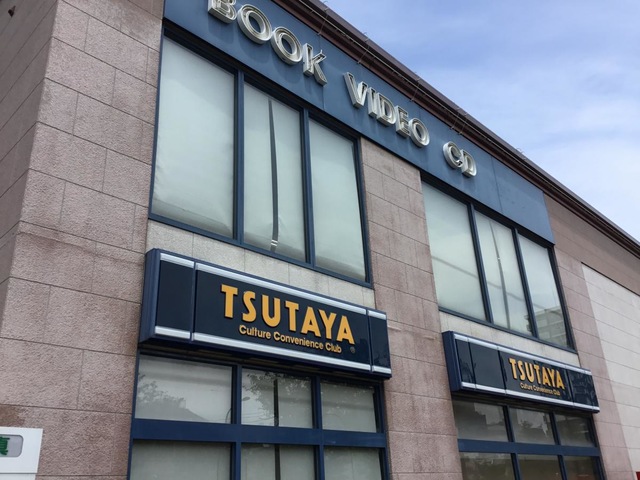 BOOK VIDEO CD
TSUTAYA
Culture Convenience Club
TSUTAYA
Culture Convenience Club